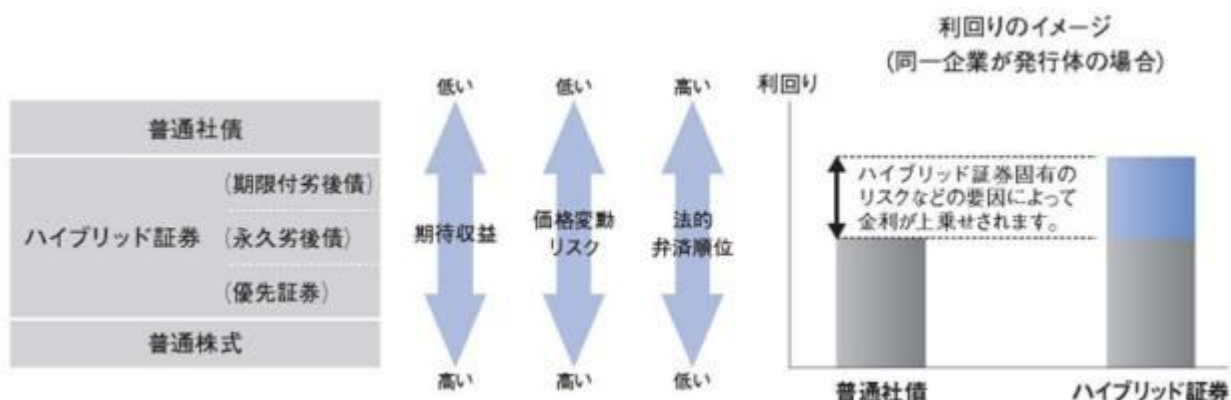 普通社債
ハイブリッド証券
(期限付劣後債)
(永久劣後債)
(優先証券)
普通株式
低い
期待収益
高い
低い
価格変動
リスク
高い
高い
法的
弁済順位
低い
利回りのイメージ
(同一企業が発行体の場合)
利回り
ハイブリッド証券固有の
リスクなどの要因によって
金利が上乗せされます。
普通社債
ハイブリッド証券